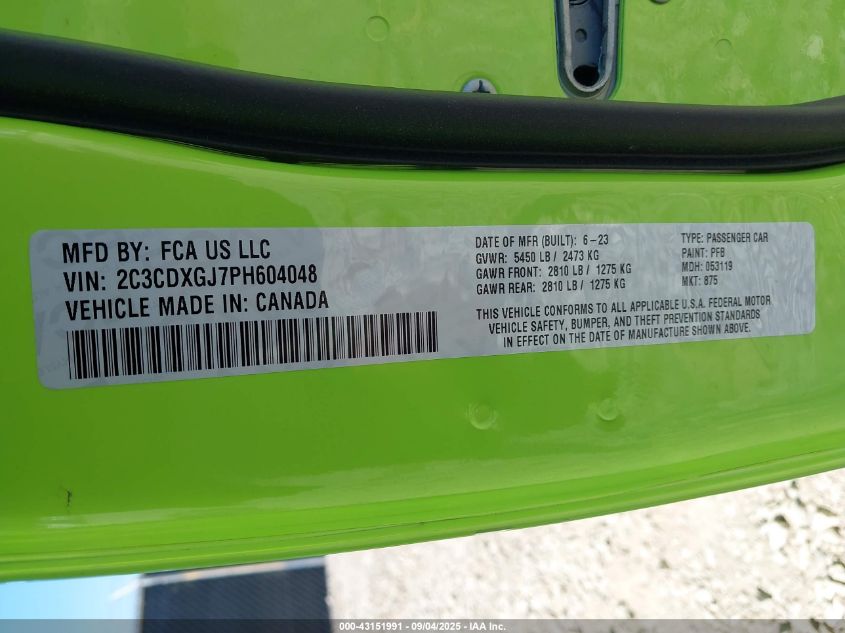 MFD BY: FCA US LLC
VIN: 2C3CDXGJ7PH604048
VEHICLE MADE IN: CANADA
DATE OF MFR (BUILT): 6-23
GVWR: 5450 LB / 2473 KG
GAWR FRONT: 2810 LB / 1275 KG
GAWR REAR: 2810 LB / 1275 KG
TYPE: PASSENGER CAR
PAINT: PFB
MDH: 053119
MKT: 875
THIS VEHICLE CONFORMS TO ALL APPLICABLE U.S.A. FEDERAL MOTOR
VEHICLE SAFETY, BUMPER, AND THEFT PREVENTION STANDARDS
IN EFFECT ON THE DATE OF MANUFACTURE SHOWN ABOVE.
000-43151991 - 09/04/2025 - IAA Inc.